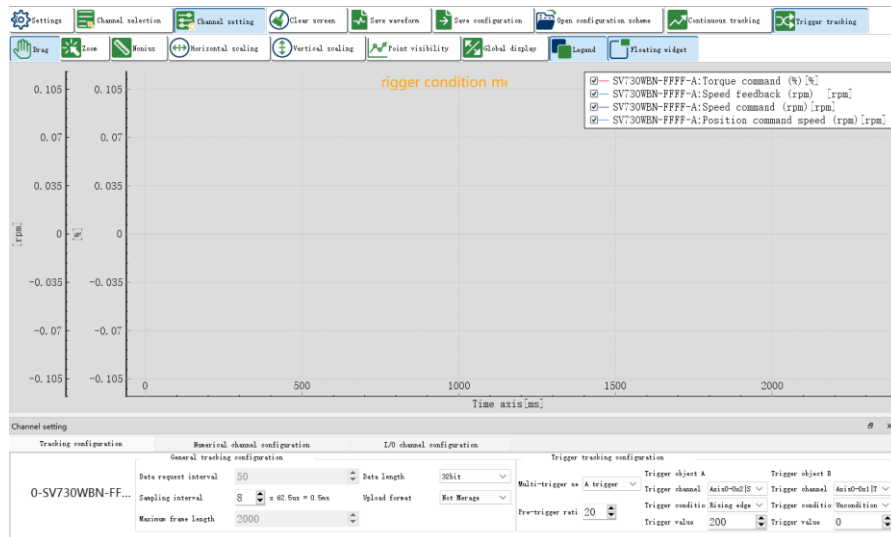 Settings Channel selection Channel setting Clear screen Save waveform Save configuration Open configuration scheme Continuous tracking Trigger tracking
Drag Zoom Nonius Horizontal scaling Vertical scaling Point visibility Global display Legend Floating widget
rigger condition mo
SV730WBN-FFFF-A:Torque command (%)[%]
SV730WBN-FFFF-A:Speed feedback (rpm) [rpm]
SV730WBN-FFFF-A:Speed command (rpm)[rpm]
SV730WBN-FFFF-A:Position command speed (rpm)[rpm]
0.105 0.105
0.07 0.07
0.035 0.035
[rpm] 0 [%] 0
-0.035 -0.035
-0.07 -0.07
-0.105 -0.105
0 500 1000 1500 2000
Time axis[ms]
Channel setting
Tracking configuration Numerical channel configuration I/O channel configuration
General tracking configuration Trigger tracking configuration
0-SV730WBN-FF...
Data request interval 50 Data length 32bit
Sampling interval 8 x 62.5us = 0.5ms Upload format Not Merage
Maximum frame length 2000
Multi-trigger se A trigger
Pre-trigger rati 20
Trigger object A Trigger object B
Trigger channel Axis0-0x2|S Trigger channel Axis0-0x1|T
Trigger conditio Rising edge Trigger conditio Uncondition
Trigger value 200 Trigger value 0